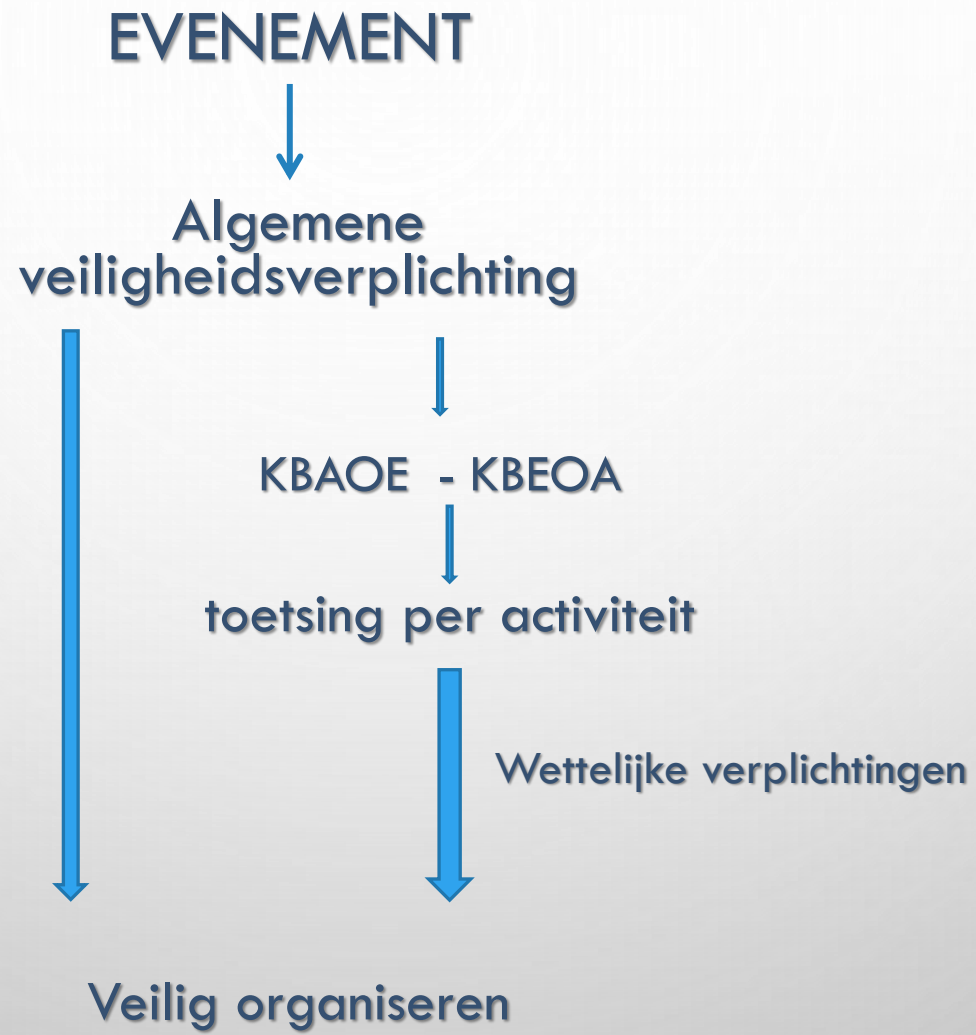 EVENEMENT
Algemene
veiligheidsverplichting
KBAOE - KBEOA
toetsing per activiteit
Wettelijke verplichtingen
Veilig organiseren